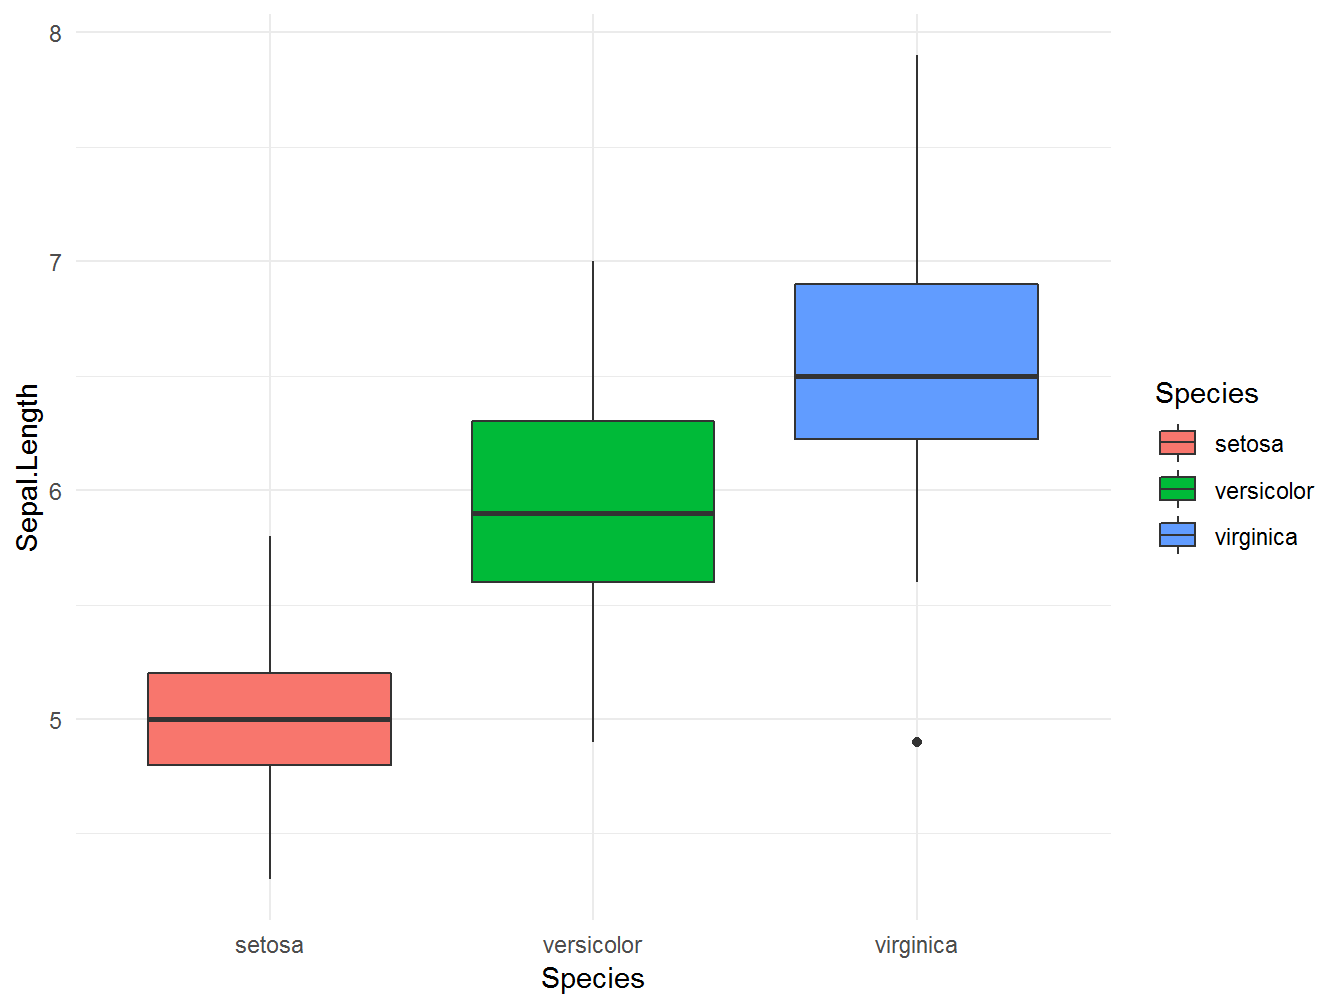 8
7
6
5
Sepal.Length
setosa
versicolor
virginica
Species
Species
setosa
versicolor
virginica